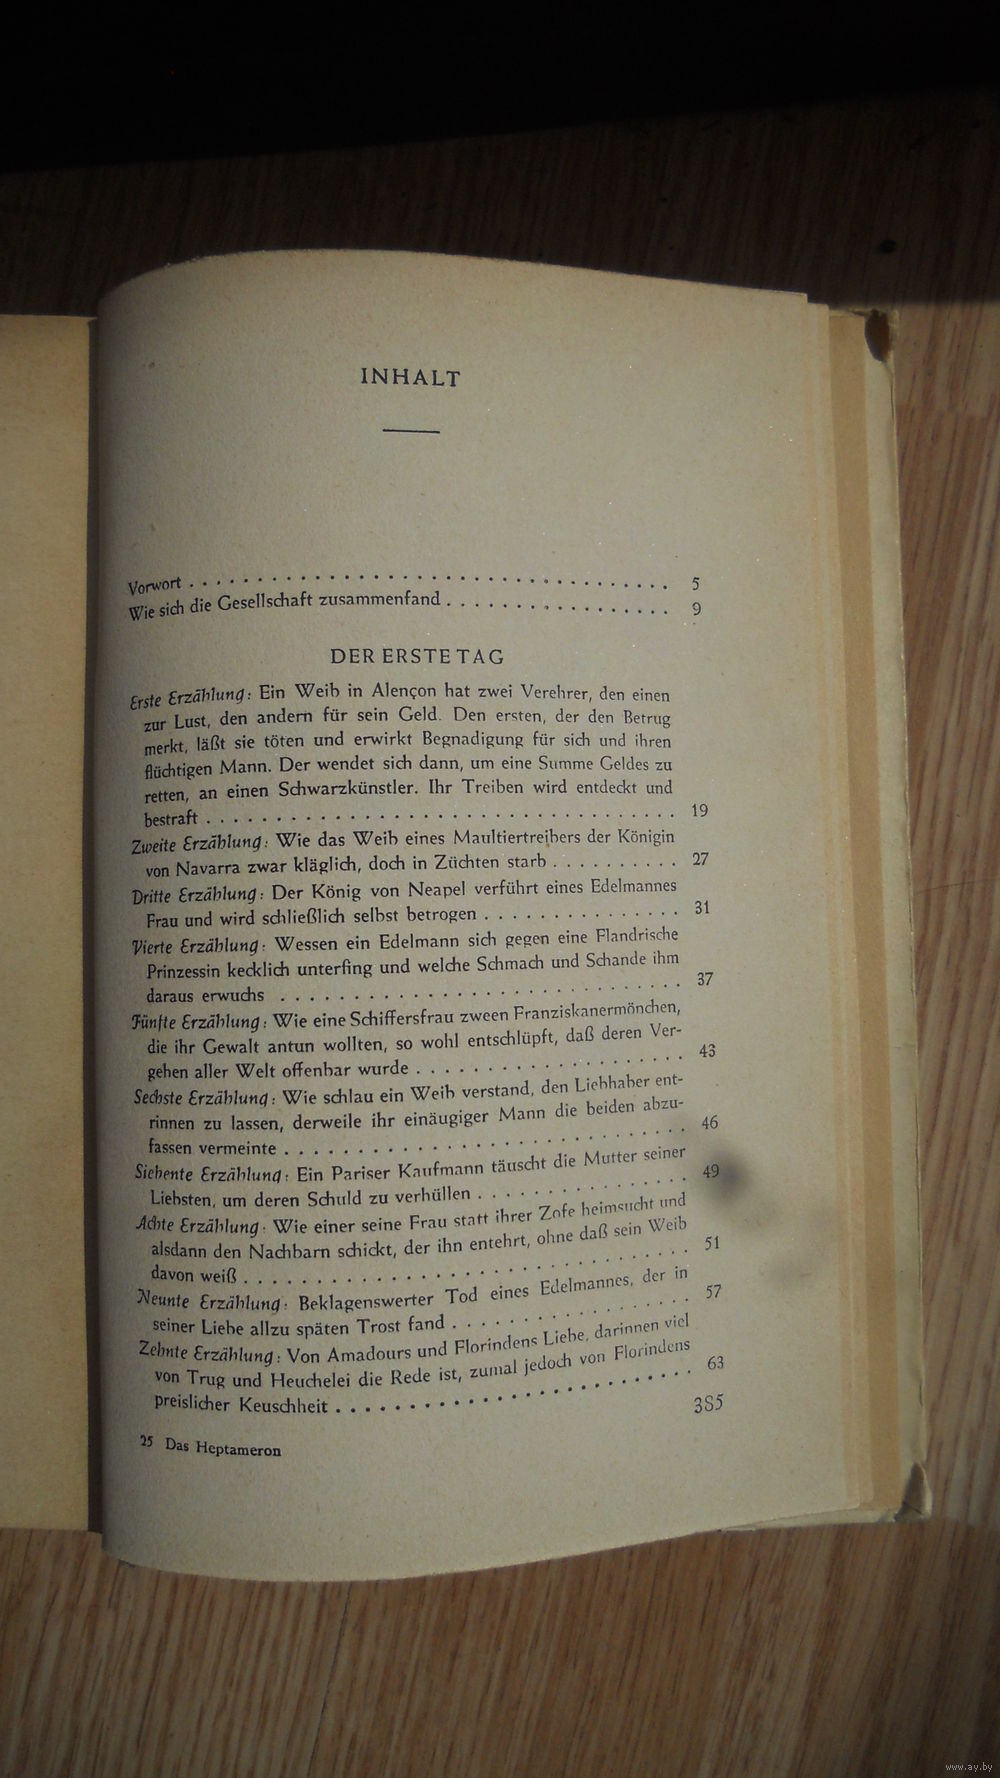 INHALT
Vorwort . . . . . . . . . . . . . . . . . . . . . . . . . . . . . . . . . . . . 5
Wie sich die Gesellschaft zusammenfand . . . . . . . . . . . . . . . . . 9
DER ERSTE TAG
Erste Erzählung: Ein Weib in Alençon hat zwei Verehrer, den einen
zur Lust, den andern für sein Geld. Den ersten, der den Betrug
merkt, läßt sie töten und erwirkt Begnadigung für sich und ihren
flüchtigen Mann. Der wendet sich dann, um eine Summe Geldes zu
retten, an einen Schwarzkünstler. Ihr Treiben wird entdeckt und
bestraft . . . . . . . . . . . . . . . . . . . . . . . . . . . . . . . . . 19
Zweite Erzählung: Wie das Weib eines Maultiertreibers der Königin
von Navarra zwar kläglich, doch in Züchten starb . . . . . . . . . . 27
Dritte Erzählung: Der König von Neapel verführt eines Edelmannes
Frau und wird schließlich selbst betrogen . . . . . . . . . . . . . . 31
Vierte Erzählung: Wessen ein Edelmann sich gegen eine Flandrische
Prinzessin kecklich unterfing und welche Schmach und Schande ihm
daraus erwuchs . . . . . . . . . . . . . . . . . . . . . . . . . . . . 37
Fünfte Erzählung: Wie eine Schiffersfrau zween Franziskanermönchen,
die ihr Gewalt antun wollten, so wohl entschlüpft, daß deren Ver-
gehen aller Welt offenbar wurde . . . . . . . . . . . . . . . . . . . 43
Sechste Erzählung: Wie schlau ein Weib verstand, den Liebhaber ent-
rinnen zu lassen, derweile ihr einäugiger Mann die beiden abzu-
fassen vermeinte . . . . . . . . . . . . . . . . . . . . . . . . . . . . 46
Siebente Erzählung: Ein Pariser Kaufmann täuscht die Mutter seiner
Liebsten, um deren Schuld zu verhüllen . . . . . . . . . . . . . . . 49
Achte Erzählung: Wie einer seine Frau statt ihrer Zofe heimsucht und
alsdann den Nachbarn schickt, der ihn entehrt, ohne daß sein Weib
davon weiß . . . . . . . . . . . . . . . . . . . . . . . . . . . . . . . 51
Neunte Erzählung: Beklagenswerter Tod eines Edelmannes, der in
seiner Liebe allzu späten Trost fand . . . . . . . . . . . . . . . . . 57
Zehnte Erzählung: Von Amadours und Florindens Liebe, darinnen viel
von Trug und Heuchelei die Rede ist, zumal jedoch von Florindens
preislicher Keuschheit . . . . . . . . . . . . . . . . . . . . . . . . . 63
385
25 Das Heptameron
www.ay.by